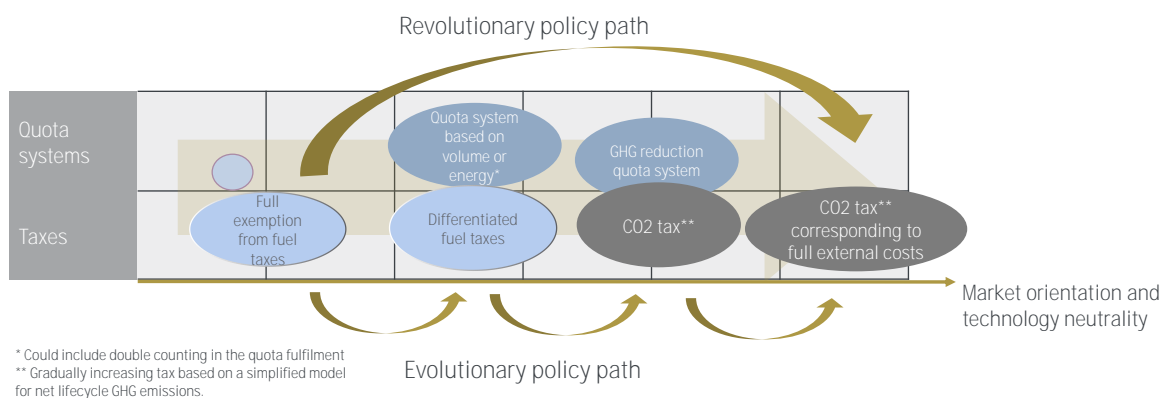 Revolutionary policy path
Quota
systems
Quota system
based on
volume or
energy*
GHG reduction
quota system
Taxes
Full
exemption
from fuel
taxes
Differentiated
fuel taxes
CO2 tax**
CO2 tax**
corresponding to
full external costs
Market orientation and
technology neutrality
Evolutionary policy path
* Could include double counting in the quota fulfilment
** Gradually increasing tax based on a simplified model
for net lifecycle GHG emissions.